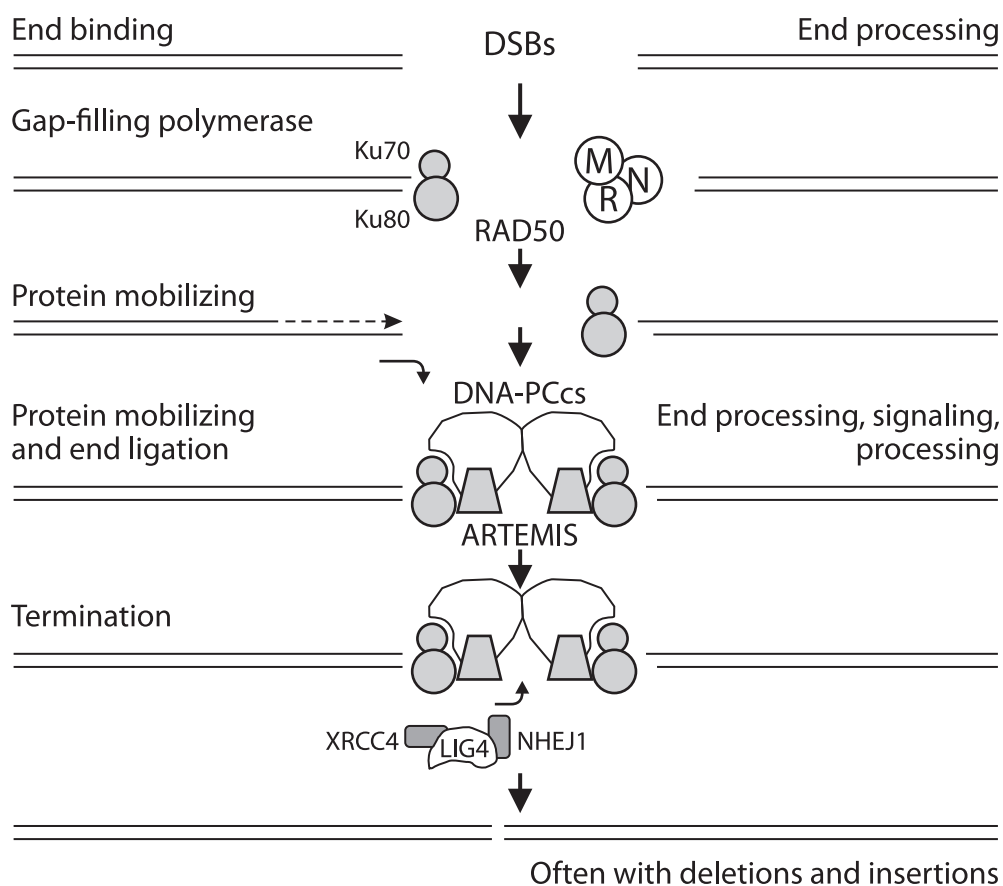 End binding
DSBs
End processing
Gap-filling polymerase
Ku70
M
N
R
Ku80
RAD50
Protein mobilizing
DNA-PCcs
Protein mobilizing
and end ligation
End processing, signaling,
processing
ARTEMIS
Termination
XRCC4
LIG4
NHEJ1
Often with deletions and insertions